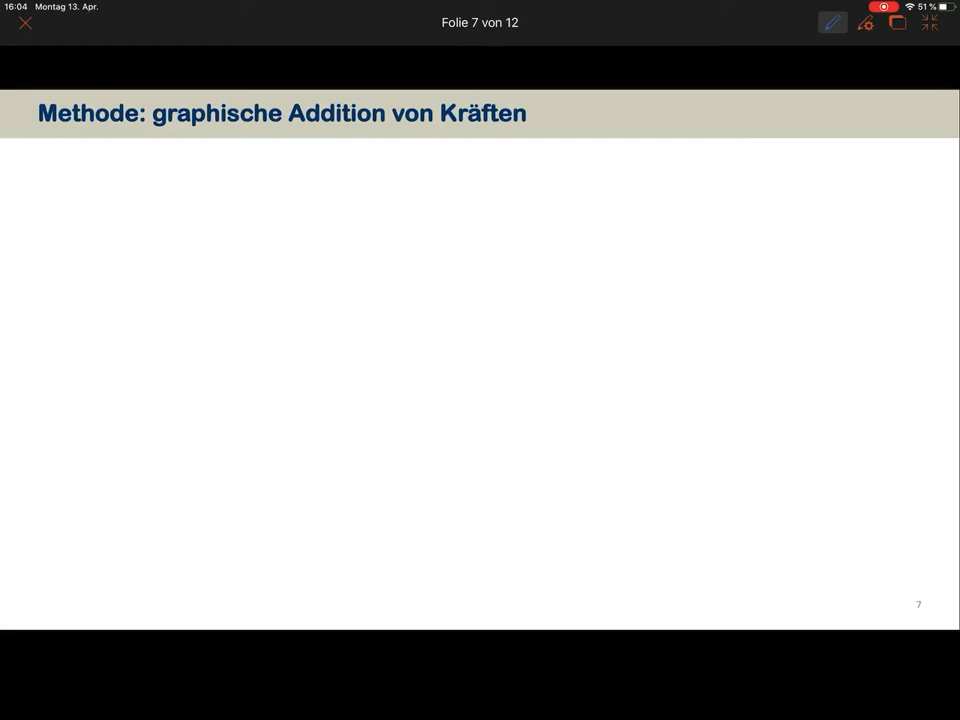 16:04 Montag 13. Apr.
51 %
Folie 7 von 12
Methode: graphische Addition von Kräften
7